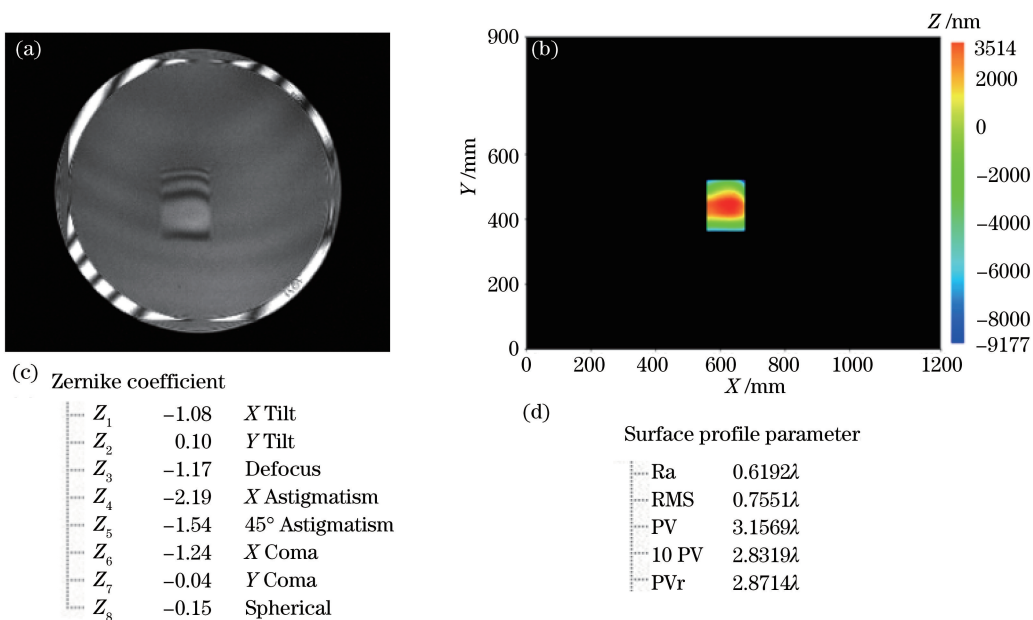 (a)
(b)
Z /nm
3514
2000
0
−2000
−4000
−6000
−8000
−9177
900
600
400
200
0
Y /mm
0 200 400 600 800 1000 1200
X /mm
(c) Zernike coefficient
Z1 −1.08 X Tilt
Z2 0.10 Y Tilt
Z3 −1.17 Defocus
Z4 −2.19 X Astigmatism
Z5 −1.54 45° Astigmatism
Z6 −1.24 X Coma
Z7 −0.04 Y Coma
Z8 −0.15 Spherical
(d)
Surface profile parameter
Ra 0.6192λ
RMS 0.7551λ
PV 3.1569λ
10 PV 2.8319λ
PVr 2.8714λ